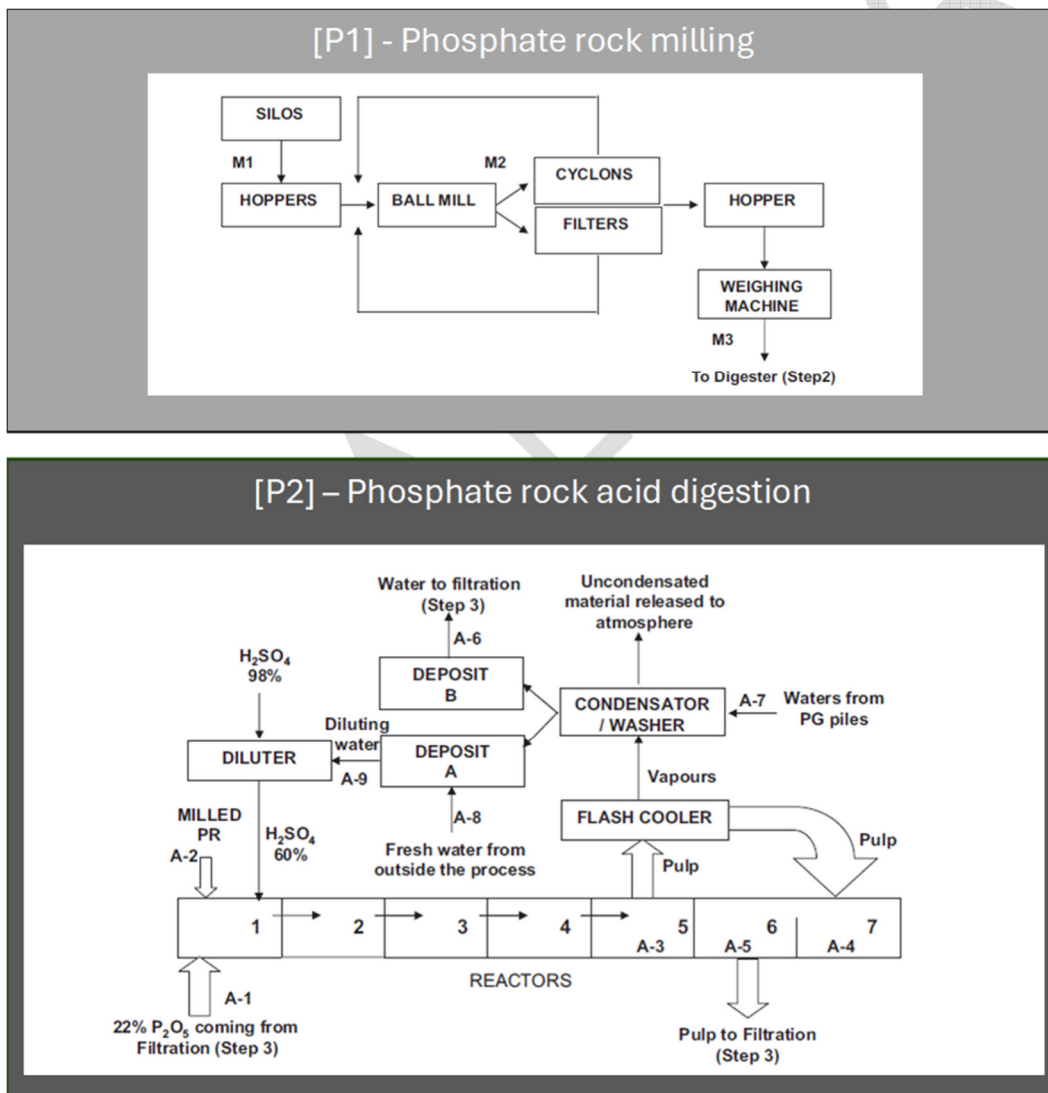 [P1] - Phosphate rock milling
SILOS
M1
HOPPERS
BALL MILL
M2
CYCLONS
FILTERS
HOPPER
WEIGHING
MACHINE
M3
To Digester (Step2)
[P2] – Phosphate rock acid digestion
Water to filtration
(Step 3)
A-6
Uncondensated
material released to
atmosphere
H₂SO₄
98%
DEPOSIT
B
CONDENSATOR
/ WASHER
A-7
Waters from
PG piles
DILUTER
Diluting
water
A-9
DEPOSIT
A
Vapours
MILLED
PR
A-2
H₂SO₄
60%
A-8
Fresh water from
outside the process
FLASH COOLER
Pulp
Pulp
1
2
3
4
5
6
7
A-3
A-5
A-4
REACTORS
A-1
22% P₂O₅ coming from
Filtration (Step 3)
Pulp to Filtration
(Step 3)